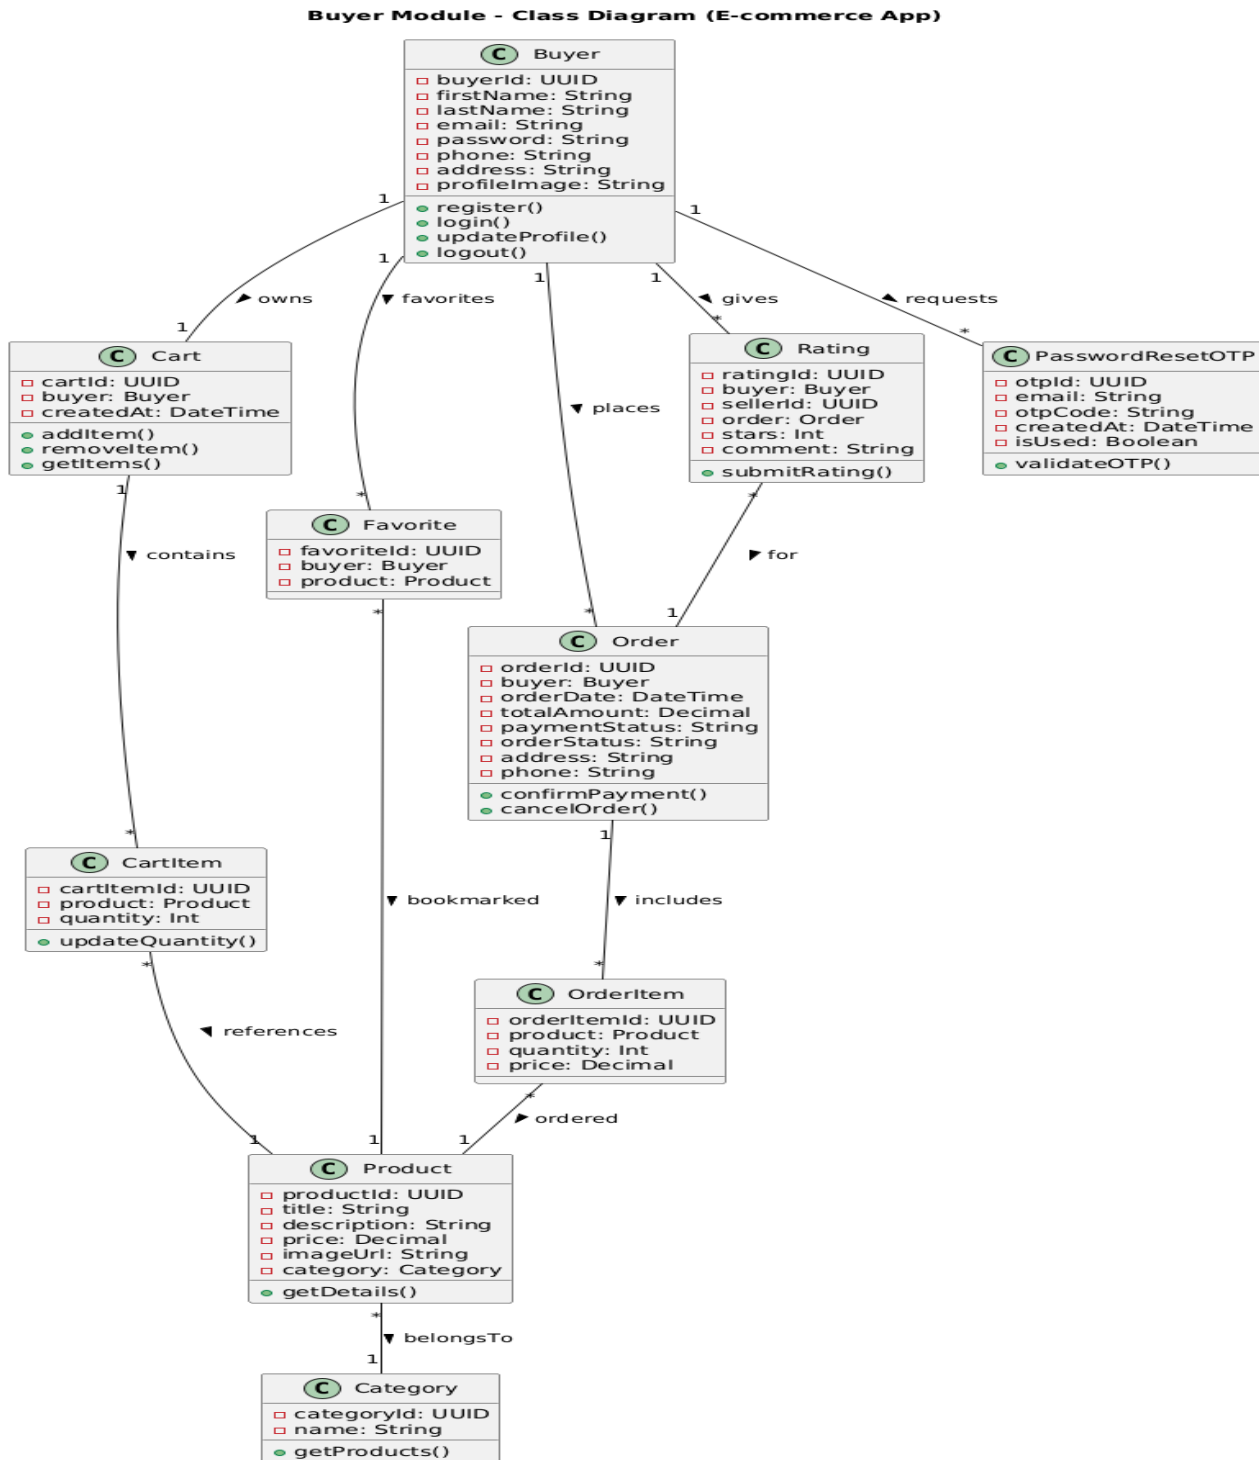 Buyer Module - Class Diagram (E-commerce App)
C Buyer
buyerId: UUID
firstName: String
lastName: String
email: String
password: String
phone: String
address: String
profileImage: String
register()
login()
updateProfile()
logout()
1
1
1
1
1
owns
favorites
gives
requests
1
*
*
C Cart
cartId: UUID
buyer: Buyer
createdAt: DateTime
addItem()
removeItem()
getItems()
1
places
C Rating
ratingId: UUID
buyer: Buyer
sellerId: UUID
order: Order
stars: Int
comment: String
submitRating()
*
C PasswordResetOTP
otpId: UUID
email: String
otpCode: String
createdAt: DateTime
isUsed: Boolean
validateOTP()
*
C Favorite
favoriteId: UUID
buyer: Buyer
product: Product
*
contains
for
*
1
C Order
orderId: UUID
buyer: Buyer
orderDate: DateTime
totalAmount: Decimal
paymentStatus: String
orderStatus: String
address: String
phone: String
confirmPayment()
cancelOrder()
1
*
C CartItem
cartItemId: UUID
product: Product
quantity: Int
updateQuantity()
*
bookmarked
includes
*
C OrderItem
orderItemId: UUID
product: Product
quantity: Int
price: Decimal
*
references
ordered
1
1
1
C Product
productId: UUID
title: String
description: String
price: Decimal
imageUrl: String
category: Category
getDetails()
*
belongsTo
1
C Category
categoryId: UUID
name: String
getProducts()